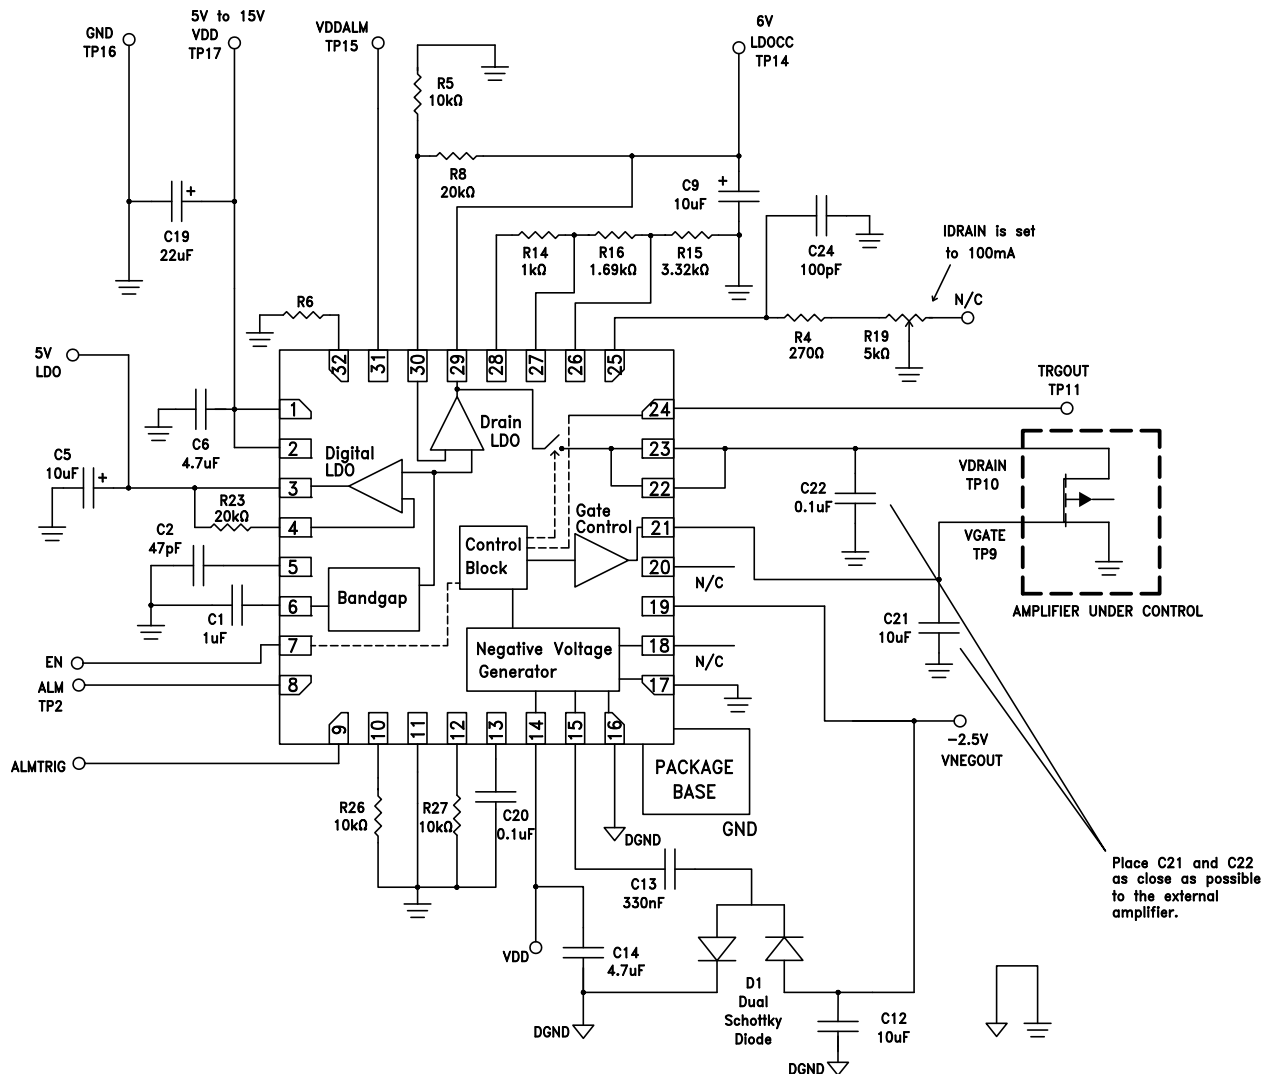 5V to 15V
GND
TP16
VDD
TP17
VDDALM
TP15
6V
LDOCC
TP14
R5
10kΩ
R8
20kΩ
C9
10uF
+
C19
22uF
+
R14
1kΩ
R16
1.69kΩ
R15
3.32kΩ
C24
100pF
IDRAIN is set
to 100mA
N/C
R6
R4
270Ω
R19
5kΩ
5V
LDO
32
31
30
29
28
27
26
25
TRGOUT
TP11
1
24
C6
4.7uF
Drain
LDO
2
23
Digital
LDO
C5
10uF
+
3
22
VDRAIN
TP10
C22
0.1uF
R23
20kΩ
4
Gate
Control
21
VGATE
TP9
C2
47pF
Control
Block
5
20
N/C
Bandgap
6
19
C1
1uF
AMPLIFIER UNDER CONTROL
C21
10uF
EN
7
Negative Voltage
Generator
18
N/C
ALM
TP2
8
17
9
10
11
12
13
14
15
16
-2.5V
VNEGOUT
ALMTRIG
PACKAGE
BASE
GND
R26
10kΩ
R27
10kΩ
C20
0.1uF
DGND
C13
330nF
Place C21 and C22
as close as possible
to the external
amplifier.
VDD
C14
4.7uF
D1
Dual
Schottky
Diode
C12
10uF
DGND
DGND